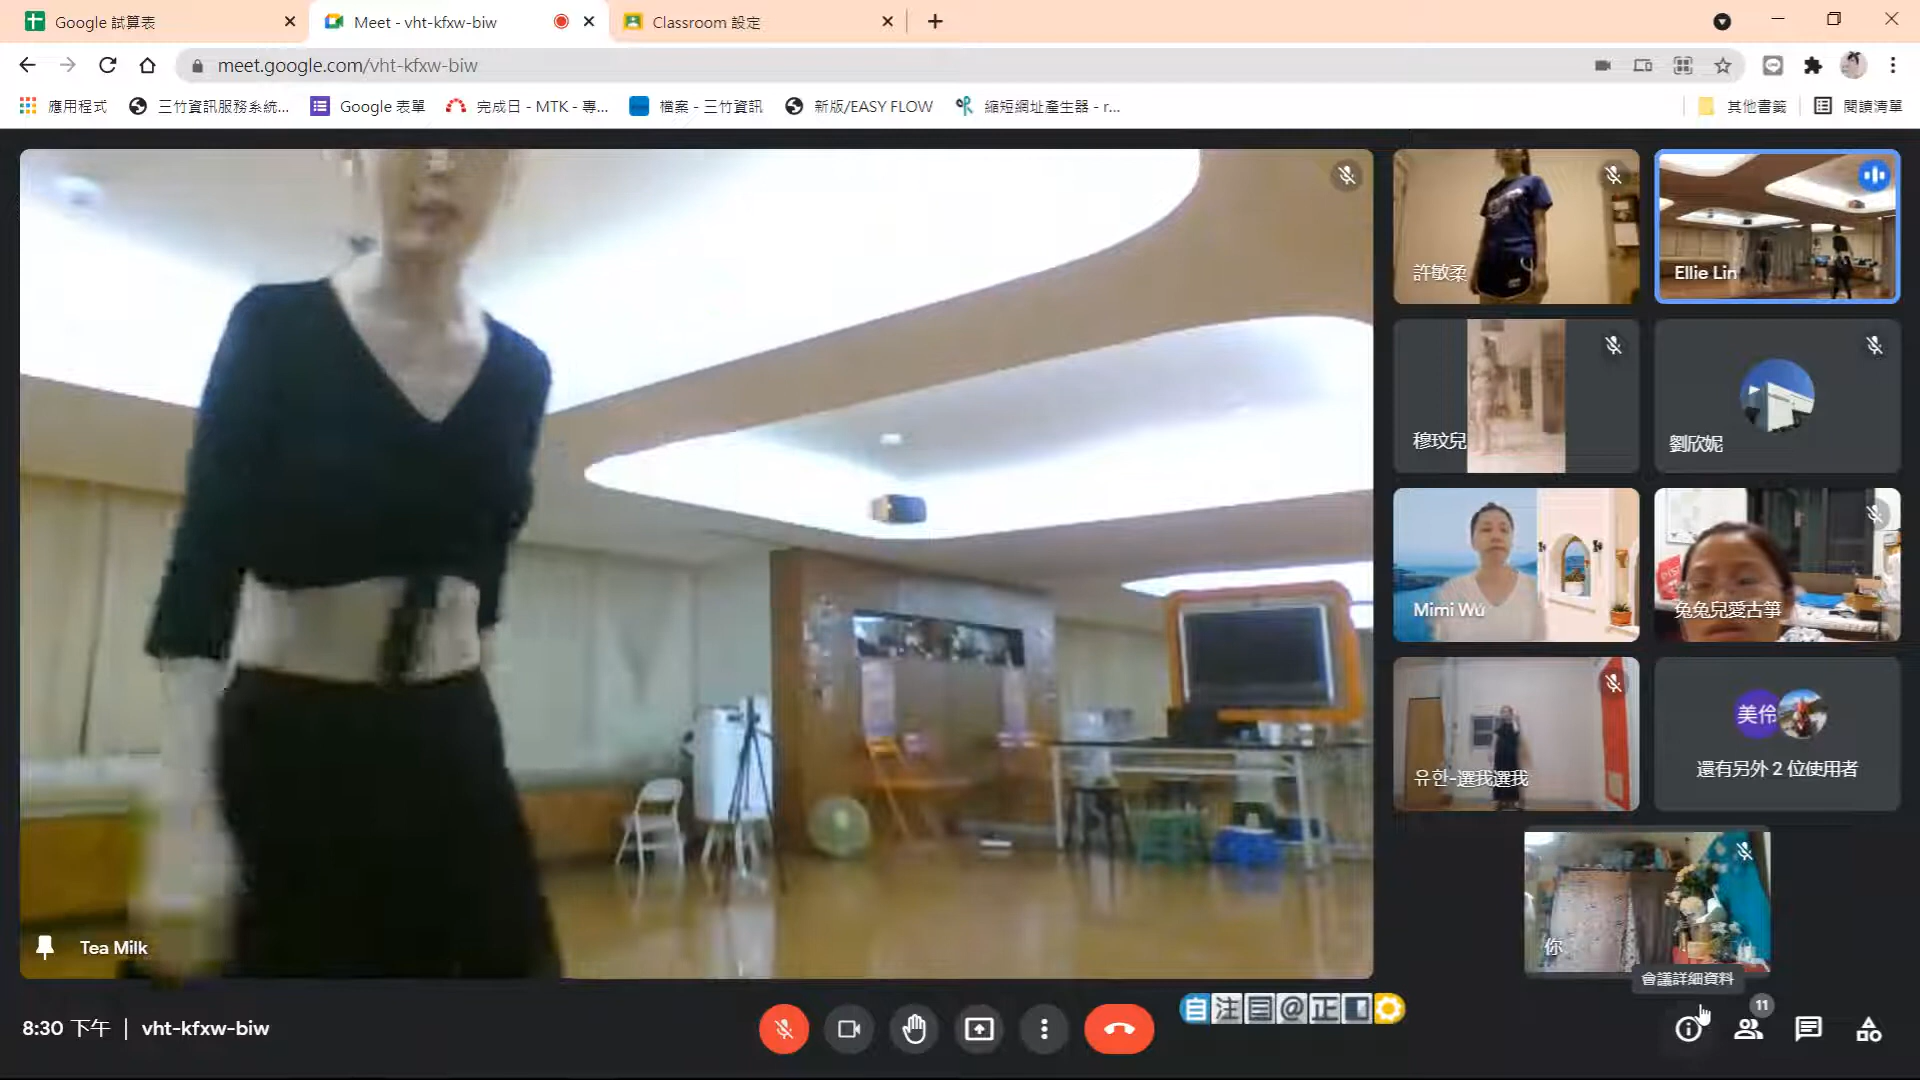 Google 試算表
Meet - vht-kfxw-biw
Classroom 設定
meet.google.com/vht-kfxw-biw
應用程式
三竹資訊服務系統...
Google 表單
完成日 - MTK - 專...
檔案 - 三竹資訊
新版/EASY FLOW
縮短網址產生器 - r...
其他書籤
閱讀清單
許敏柔
Ellie Lin
穆玟兒
劉欣妮
Mimi Wu
兔兔兒愛古箏
유한-選我選我
美伶
還有另外 2 位使用者
Tea Milk
你
會議詳細資料
自注目@正
8:30 下午 | vht-kfxw-biw
11